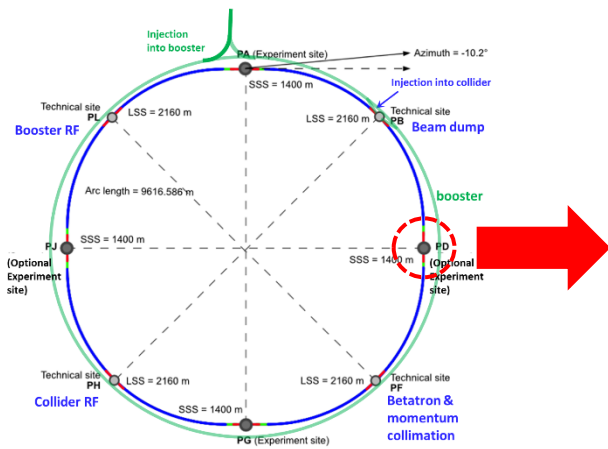 Injection
into booster
PA (Experiment site)
Azimuth = -10.2°
SSS = 1400 m
Injection into collider
Technical site
PL
LSS = 2160 m
Booster RF
LSS = 2160 m
Technical site
PB
Beam dump
Arc length = 9616.586 m
booster
PJ
SSS = 1400 m
(Optional
Experiment
site)
SSS = 1400 m
PD
(Optional
Experiment
site)
Technical site
PH
LSS = 2160 m
Collider RF
LSS = 2160 m
Technical site
PF
Betatron &
momentum
collimation
SSS = 1400 m
PG (Experiment site)